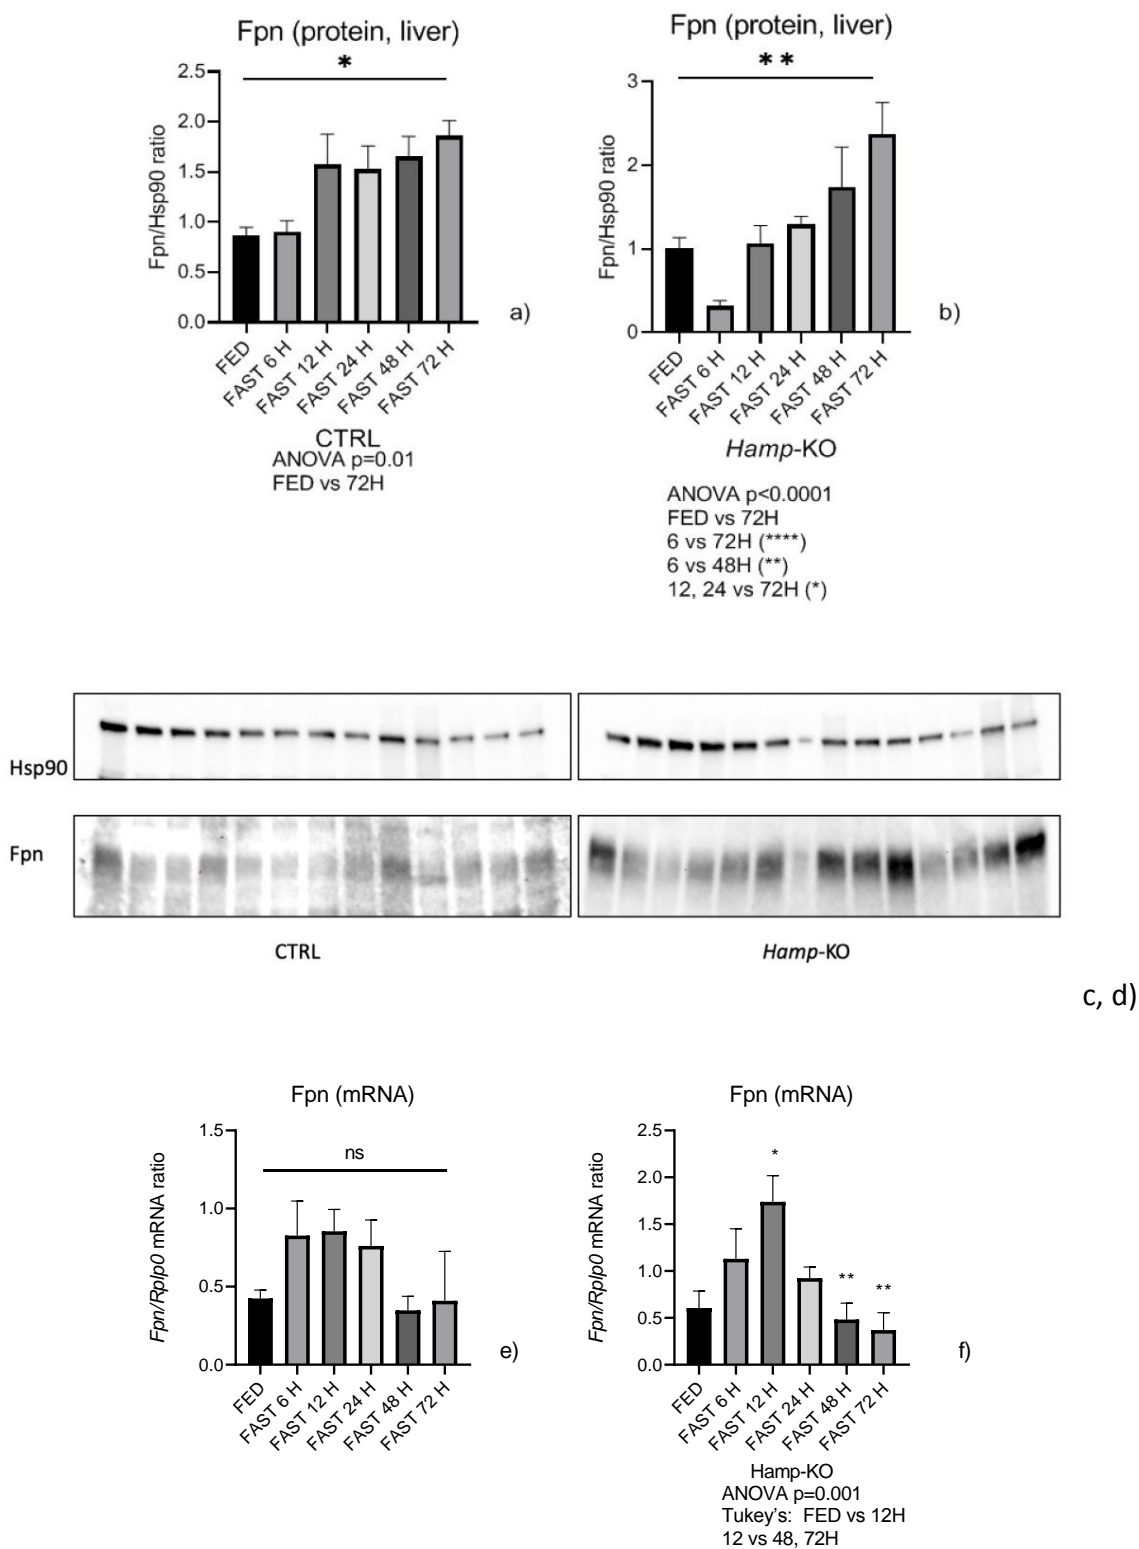 Fpn (protein, liver)
*
2.5
2.0
1.5
1.0
0.5
0.0
Fpn/Hsp90 ratio
FED
FAST 6 H
FAST 12 H
FAST 24 H
FAST 48 H
FAST 72 H
a)
CTRL
ANOVA p=0.01
FED vs 72H
Fpn (protein, liver)
**
3
2
1
0
Fpn/Hsp90 ratio
FED
FAST 6 H
FAST 12 H
FAST 24 H
FAST 48 H
FAST 72 H
b)
Hamp-KO
ANOVA p<0.0001
FED vs 72H
6 vs 72H (****)
6 vs 48H (**)
12, 24 vs 72H (*)
Hsp90
Fpn
CTRL
Hamp-KO
c, d)
Fpn (mRNA)
ns
1.5
1.0
0.5
0.0
Fpn/Rplp0 mRNA ratio
FED
FAST 6 H
FAST 12 H
FAST 24 H
FAST 48 H
FAST 72 H
e)
Fpn (mRNA)
*
**
**
2.5
2.0
1.5
1.0
0.5
0.0
Fpn/Rplp0 mRNA ratio
FED
FAST 6 H
FAST 12 H
FAST 24 H
FAST 48 H
FAST 72 H
f)
Hamp-KO
ANOVA p=0.001
Tukey's: FED vs 12H
12 vs 48, 72H